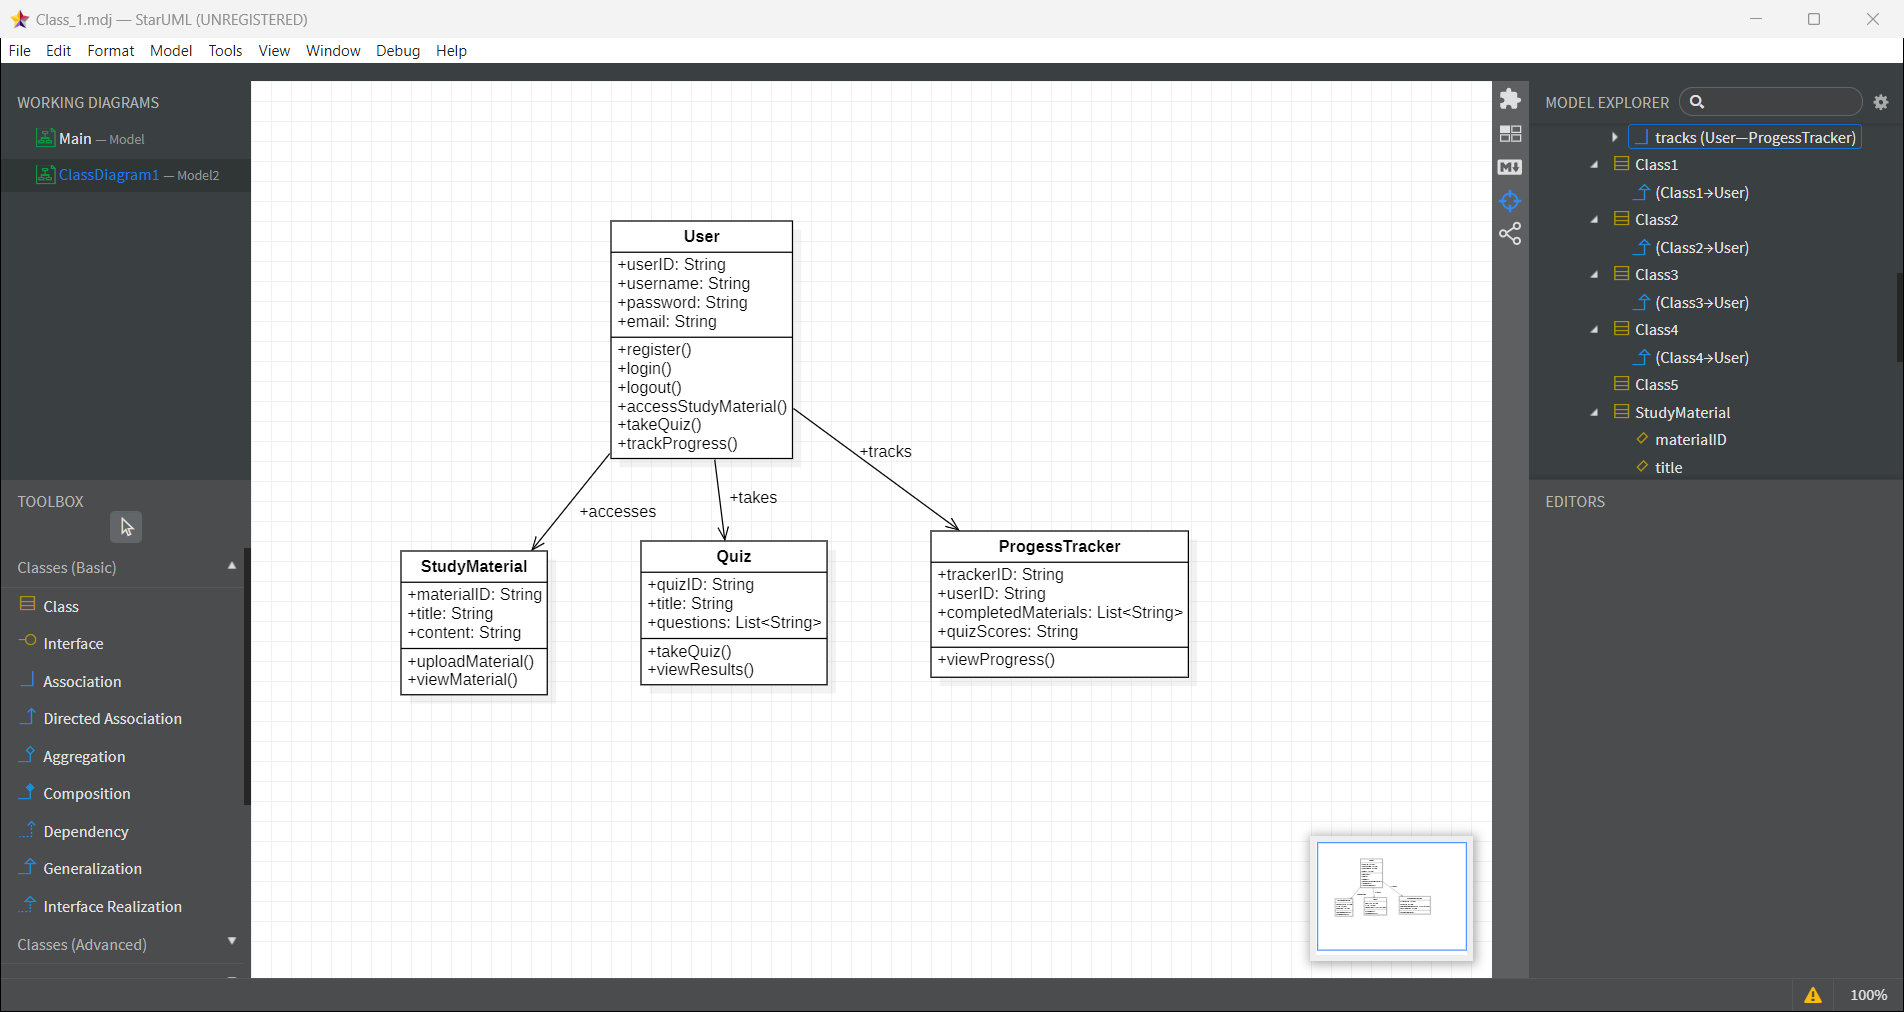 Class_1.mdj — StarUML (UNREGISTERED)
File Edit Format Model Tools View Window Debug Help
WORKING DIAGRAMS
Main — Model
ClassDiagram1 — Model2
TOOLBOX
Classes (Basic)
Class
Interface
Association
Directed Association
Aggregation
Composition
Dependency
Generalization
Interface Realization
Classes (Advanced)
User
+userID: String
+username: String
+password: String
+email: String
+register()
+login()
+logout()
+accessStudyMaterial()
+takeQuiz()
+trackProgress()
+accesses
+takes
+tracks
StudyMaterial
+materialID: String
+title: String
+content: String
+uploadMaterial()
+viewMaterial()
Quiz
+quizID: String
+title: String
+questions: List<String>
+takeQuiz()
+viewResults()
ProgessTracker
+trackerID: String
+userID: String
+completedMaterials: List<String>
+quizScores: String
+viewProgress()
M
MODEL EXPLORER
tracks (User—ProgessTracker)
Class1
(Class1→User)
Class2
(Class2→User)
Class3
(Class3→User)
Class4
(Class4→User)
Class5
StudyMaterial
materialID
title
EDITORS
100%